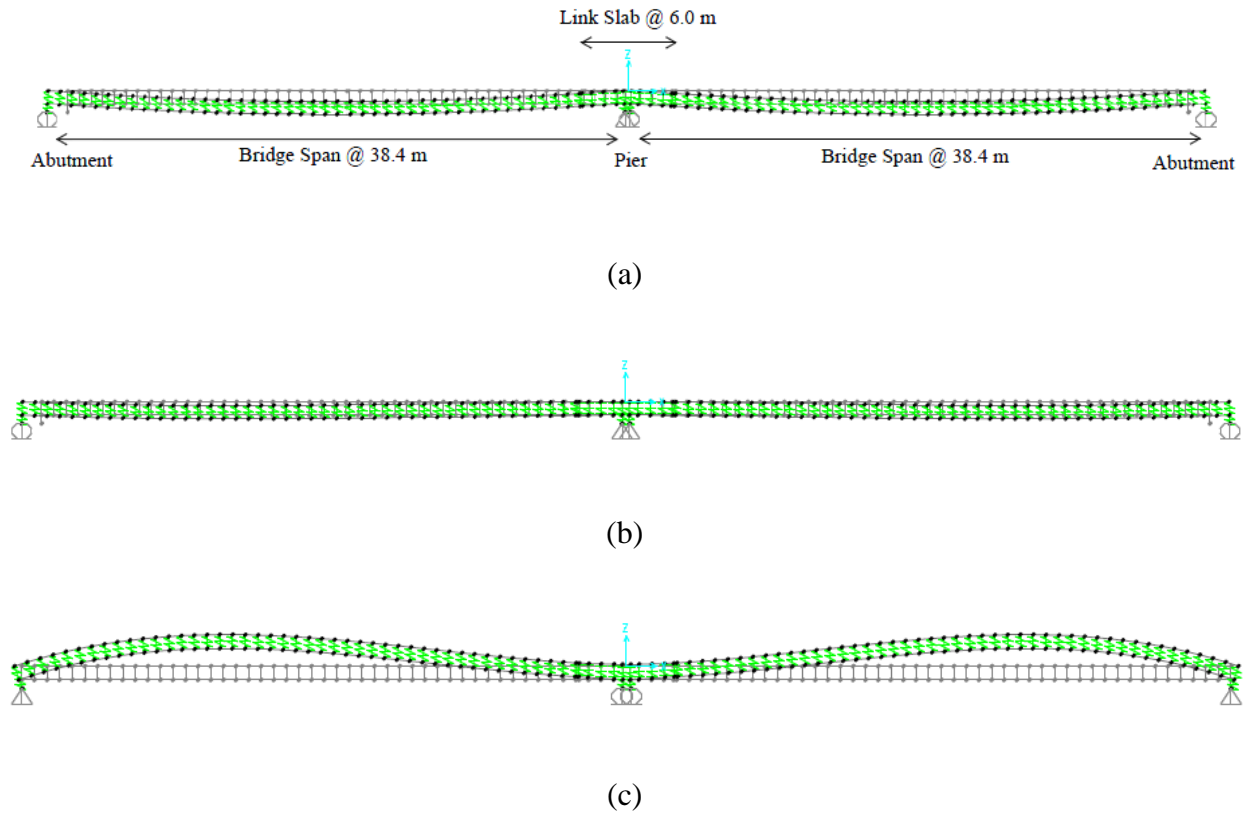 Link Slab @ 6.0 m
Z
Abutment
Bridge Span @ 38.4 m
Pier
Bridge Span @ 38.4 m
Abutment
(a)
Z
(b)
Z
(c)